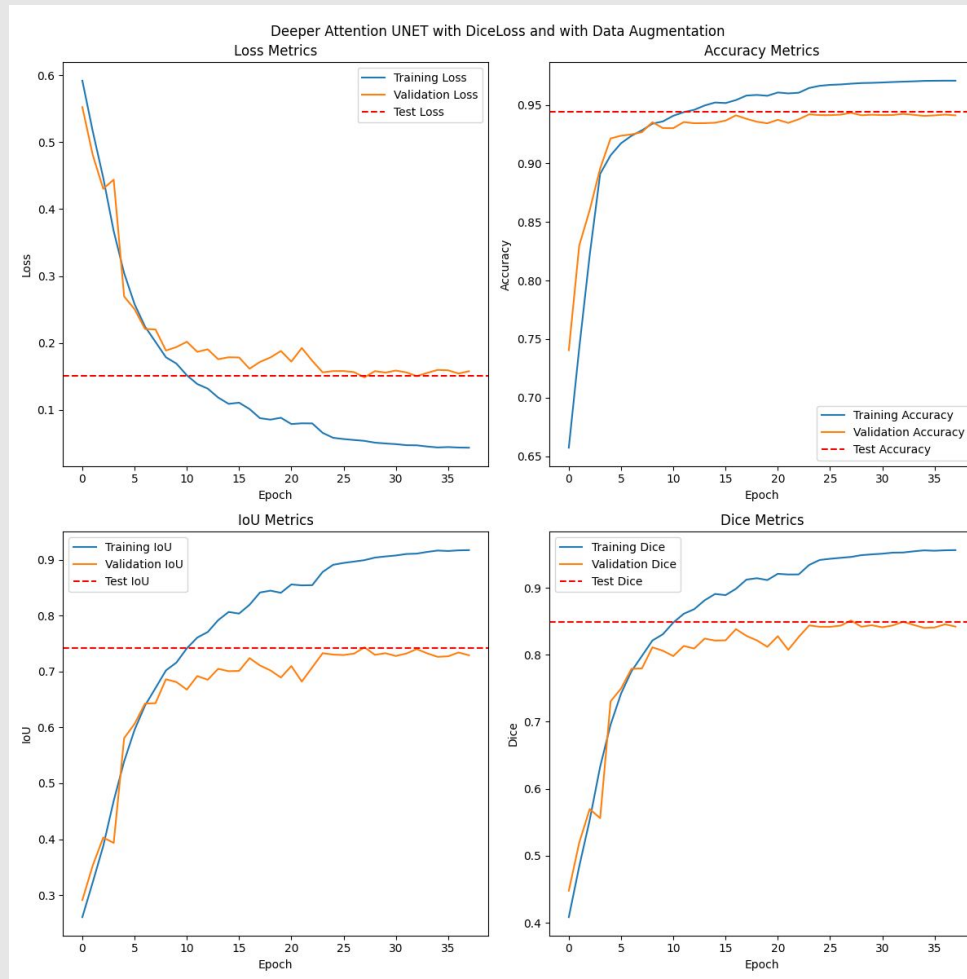 Deeper Attention UNET with DiceLoss and with Data Augmentation
Loss Metrics
Training Loss
Validation Loss
Test Loss
0.6
0.5
0.4
0.3
0.2
0.1
Loss
0 5 10 15 20 25 30 35
Epoch
Accuracy Metrics
0.95
0.90
0.85
0.80
0.75
0.70
0.65
Accuracy
Training Accuracy
Validation Accuracy
Test Accuracy
0 5 10 15 20 25 30 35
Epoch
IoU Metrics
Training IoU
Validation IoU
Test IoU
0.9
0.8
0.7
0.6
0.5
0.4
0.3
IoU
0 5 10 15 20 25 30 35
Epoch
Dice Metrics
Training Dice
Validation Dice
Test Dice
0.9
0.8
0.7
0.6
0.5
0.4
Dice
0 5 10 15 20 25 30 35
Epoch